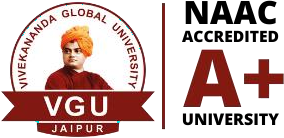 VIVEKANANDA GLOBAL UNIVERSITY
VGU
JAIPUR
NAAC
ACCREDITED
A+
UNIVERSITY